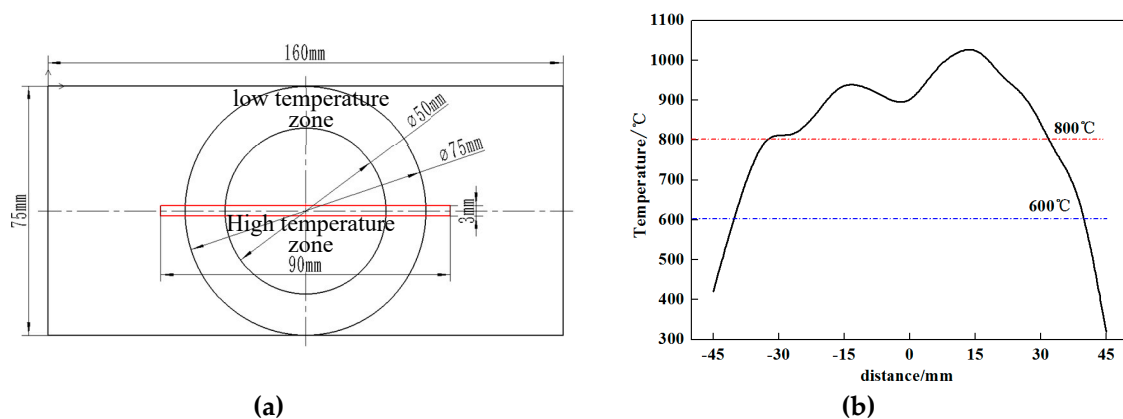 160mm
low temperature
zone
ø50mm
ø75mm
75mm
3mm
High temperature
zone
90mm
(a)
Temperature/℃
1100
1000
900
800
700
600
500
400
300
800℃
600℃
-45
-30
-15
0
15
30
45
distance/mm
(b)